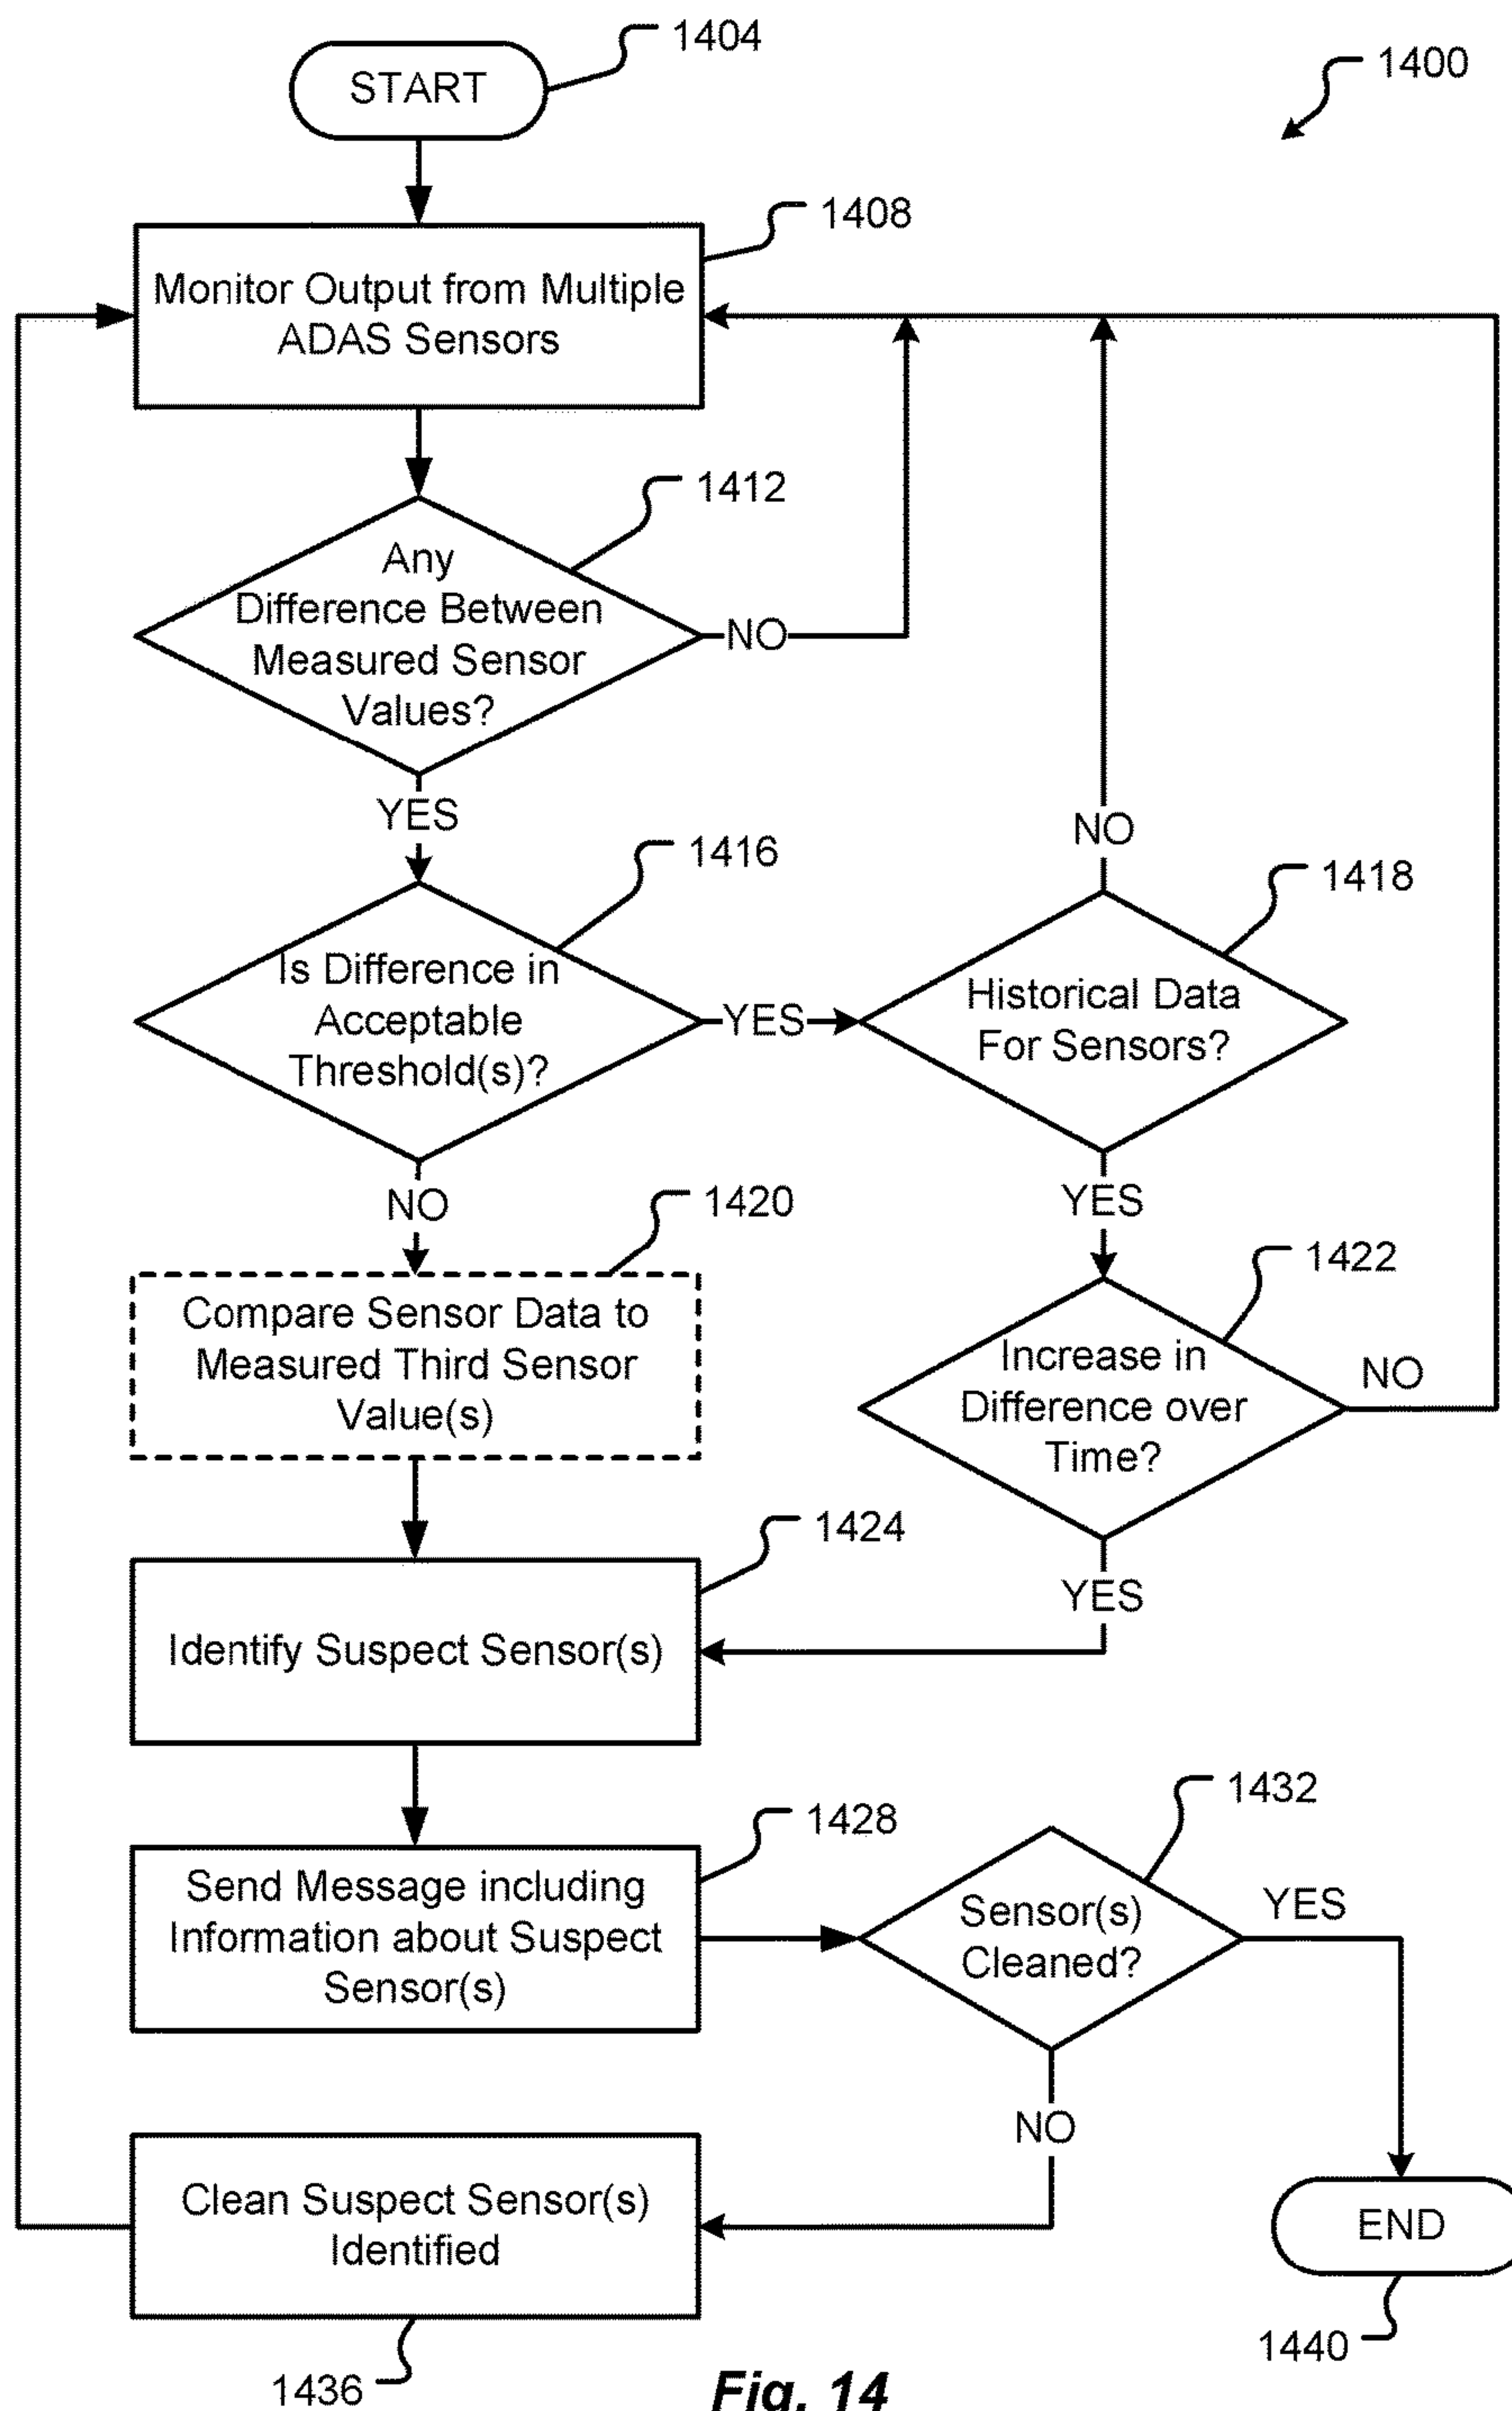 1404
START
1400
1408
Monitor Output from Multiple
ADAS Sensors
1412
Any
Difference Between
Measured Sensor
Values?
NO
YES
1416
Is Difference in
Acceptable
Threshold(s)?
YES
NO
1418
Historical Data
For Sensors?
NO
YES
1420
Compare Sensor Data to
Measured Third Sensor
Value(s)
1422
Increase in
Difference over
Time?
NO
YES
1424
Identify Suspect Sensor(s)
1428
Send Message including
Information about Suspect
Sensor(s)
1432
Sensor(s)
Cleaned?
YES
NO
Clean Suspect Sensor(s)
Identified
1436
END
1440
Fig. 14